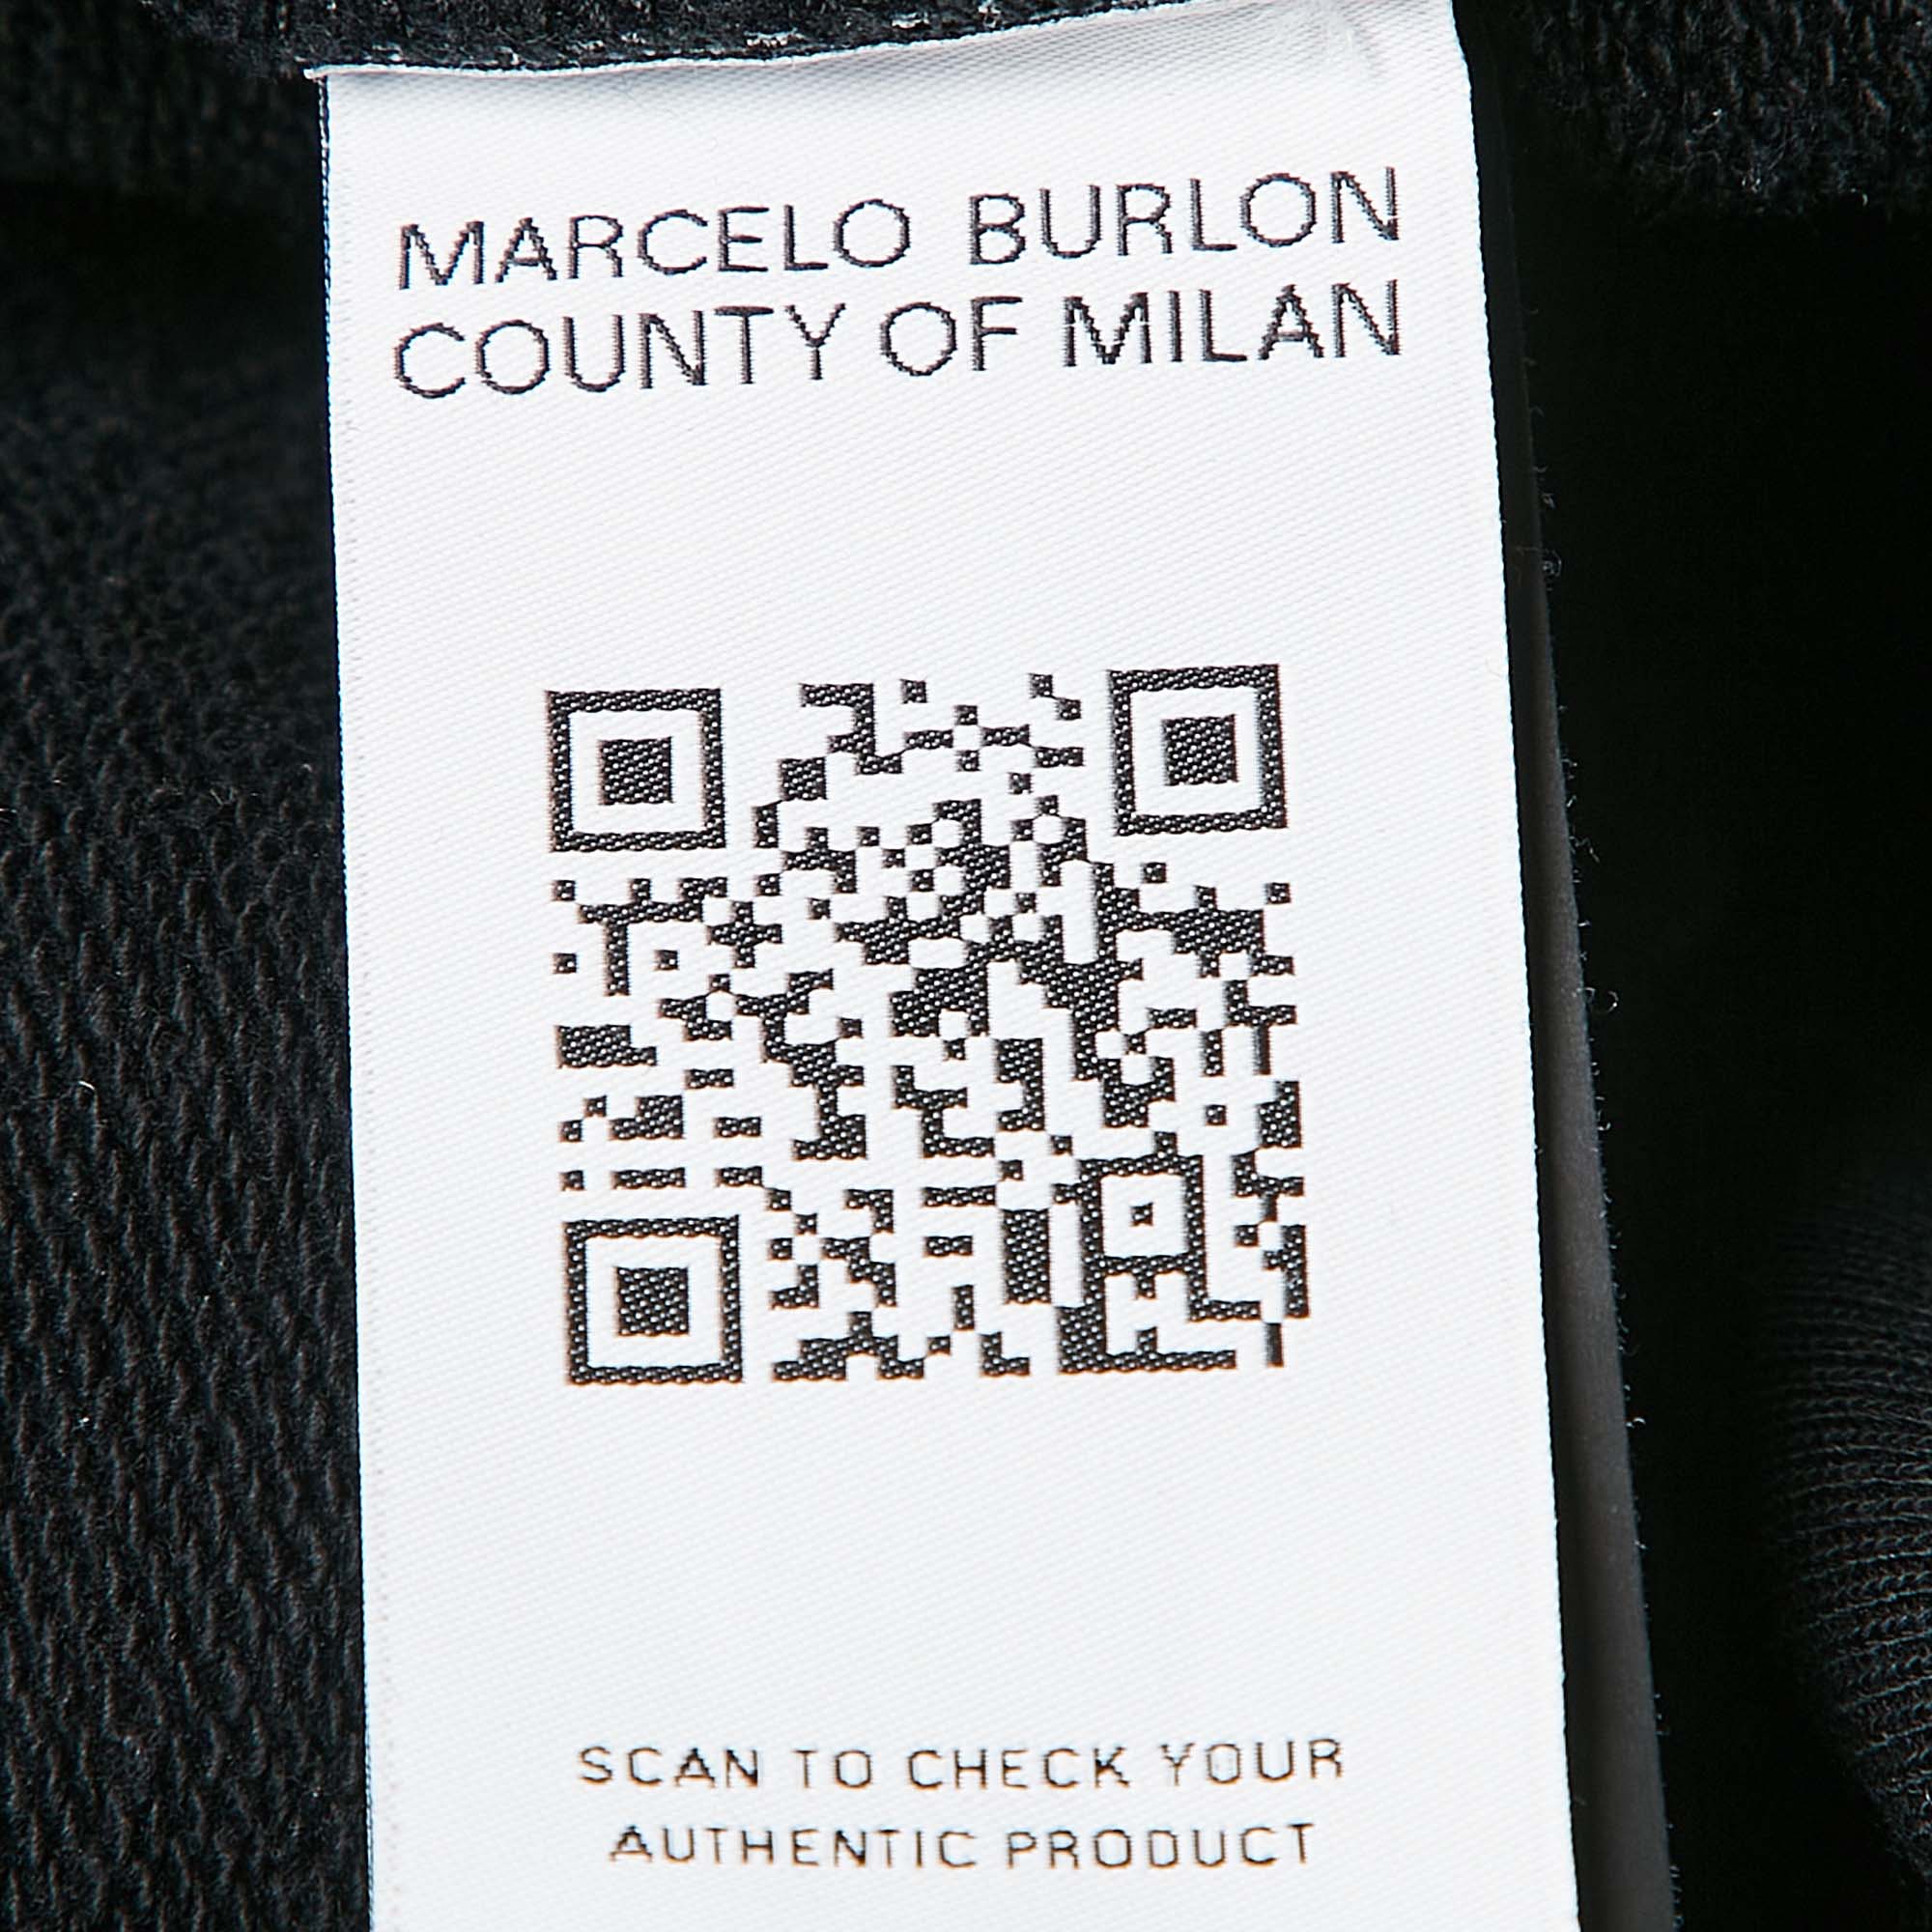 MARCELO BURLON
COUNTY OF MILAN
SCAN TO CHECK YOUR
AUTHENTIC PRODUCT